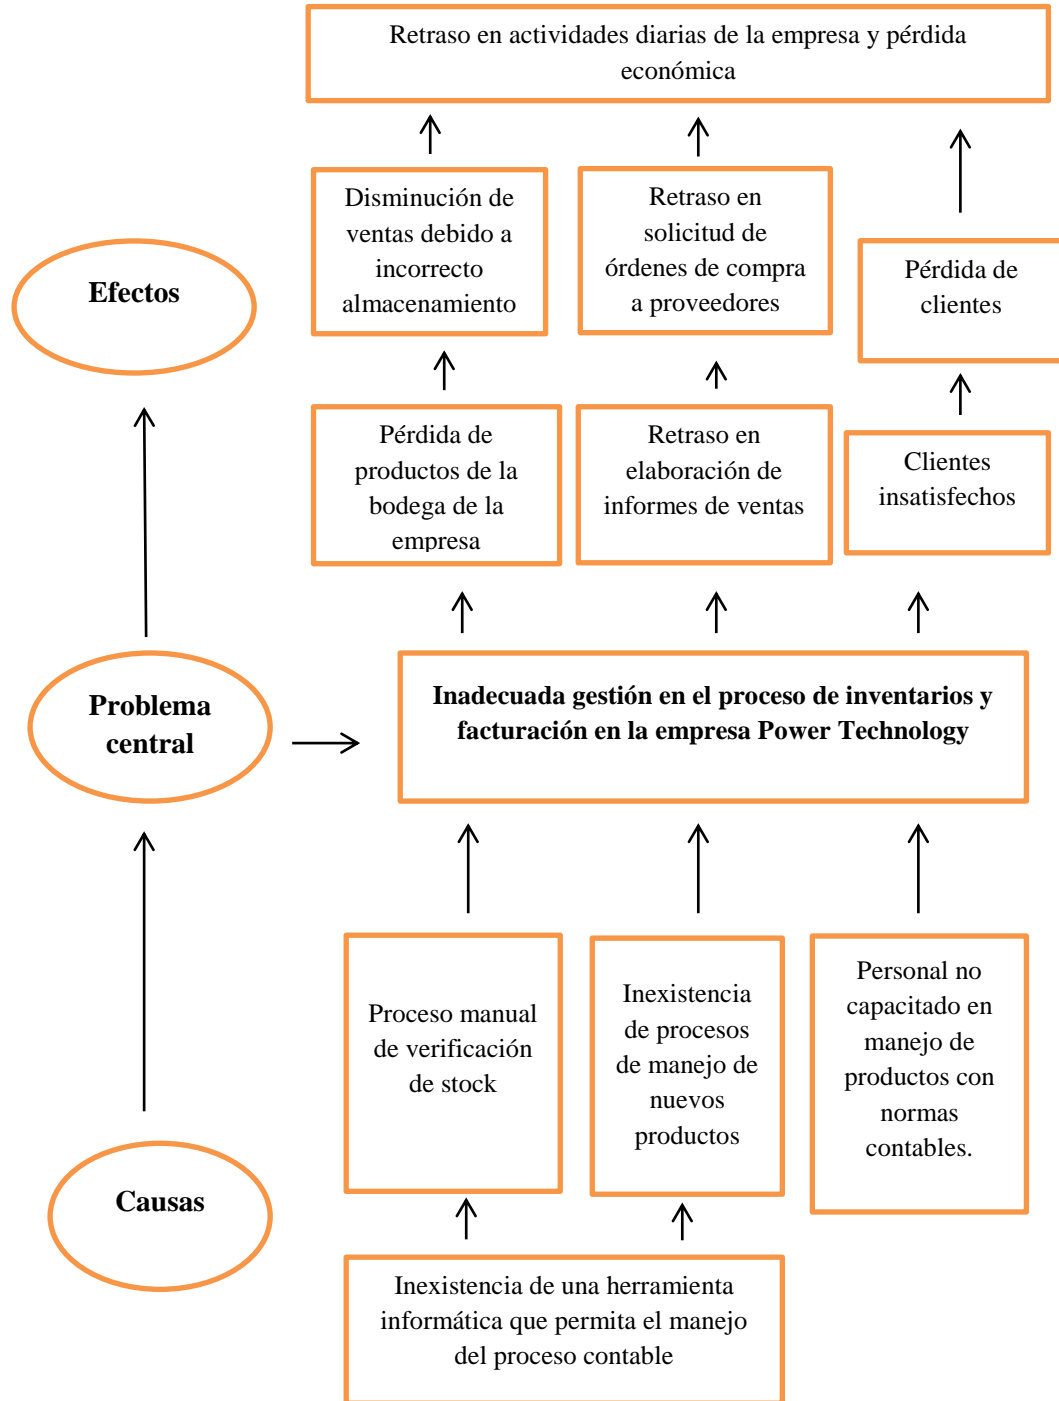 Retraso en actividades diarias de la empresa y pérdida
económica
Disminución de
ventas debido a
incorrecto
almacenamiento
Retraso en
solicitud de
órdenes de compra
a proveedores
Pérdida de
clientes
Efectos
Pérdida de
productos de la
bodega de la
empresa
Retraso en
elaboración de
informes de ventas
Clientes
insatisfechos
Problema
central
Inadecuada gestión en el proceso de inventarios y
facturación en la empresa Power Technology
Proceso manual
de verificación
de stock
Inexistencia
de procesos
de manejo de
nuevos
productos
Personal no
capacitado en
manejo de
productos con
normas
contables.
Causas
Inexistencia de una herramienta
informática que permita el manejo
del proceso contable